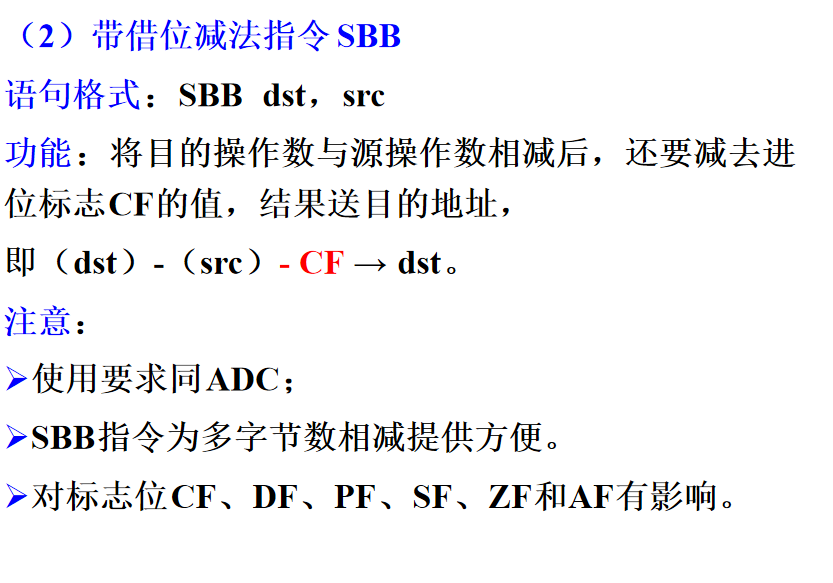 （2）带借位减法指令 SBB
语句格式：SBB dst，src
功能：将目的操作数与源操作数相减后，还要减去进
位标志CF的值，结果送目的地址，
即（dst）-（src）- CF → dst。
注意：
➢使用要求同ADC；
➢SBB指令为多字节数相减提供方便。
➢对标志位CF、DF、PF、SF、ZF和AF有影响。